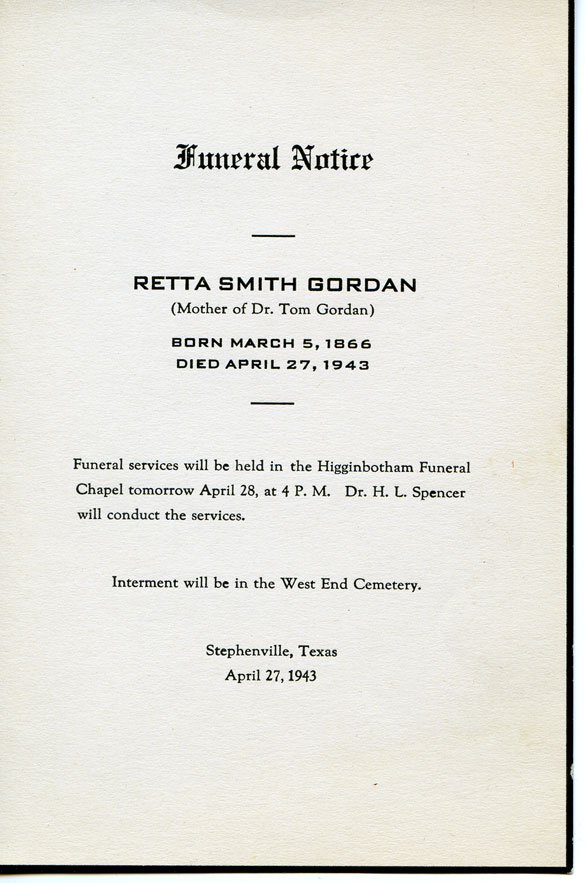 Funeral Notice
RETTA SMITH GORDAN
(Mother of Dr. Tom Gordan)
BORN MARCH 5, 1866
DIED APRIL 27, 1943
Funeral services will be held in the Higginbotham Funeral
Chapel tomorrow April 28, at 4 P. M. Dr. H. L. Spencer
will conduct the services.
Interment will be in the West End Cemetery.
Stephenville, Texas
April 27, 1943